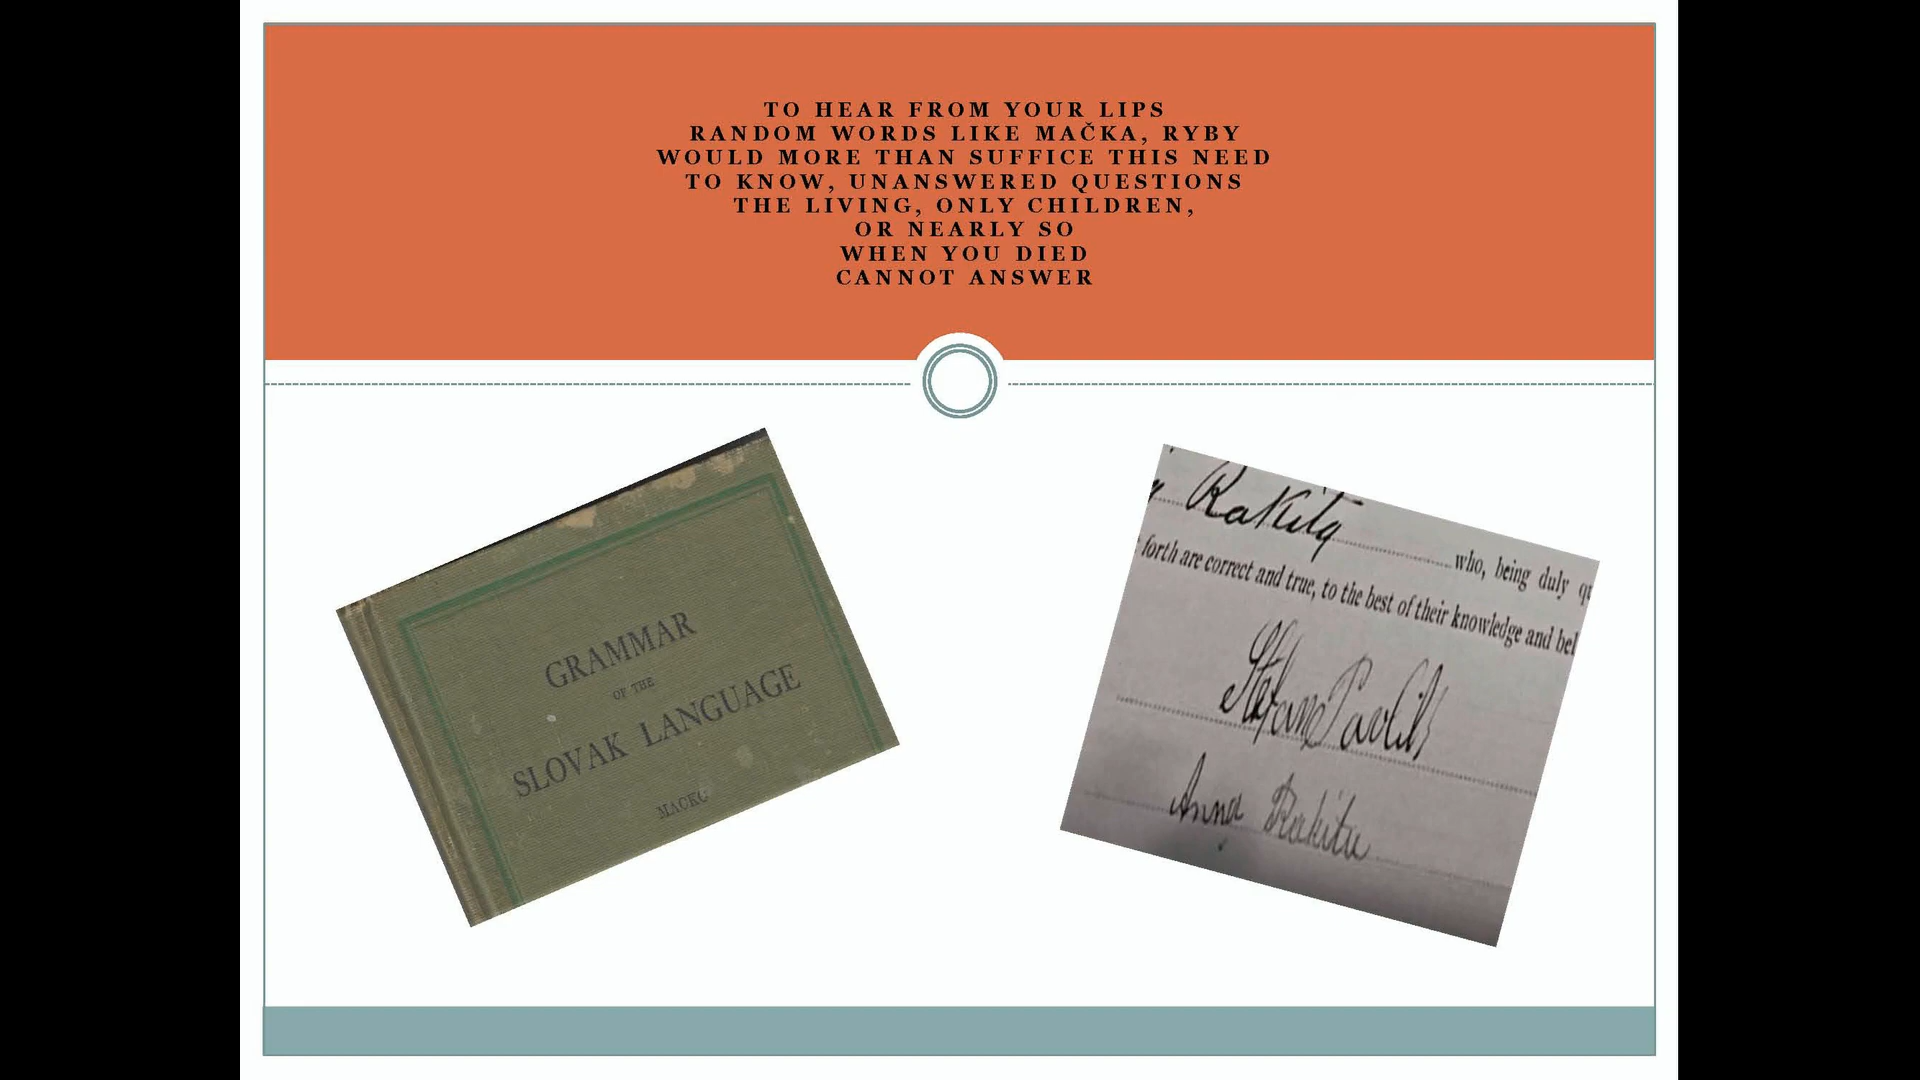 TO HEAR FROM YOUR LIPS
RANDOM WORDS LIKE MAČKA, RYBY
WOULD MORE THAN SUFFICE THIS NEED
TO KNOW, UNANSWERED QUESTIONS
THE LIVING, ONLY CHILDREN,
OR NEARLY SO
WHEN YOU DIED
CANNOT ANSWER
GRAMMAR
OF THE
SLOVAK LANGUAGE
Rakita
who, being duly
forth are correct and true, to the best of their knowledge and bel
Anna Rakita